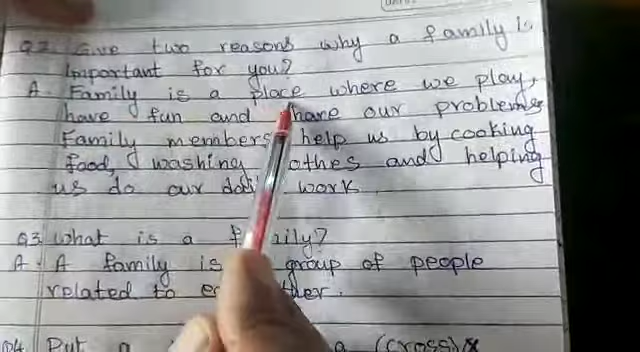 Q2 Give two reasons why a family is
important for you?
A. Family is a place where we play,
have fun and share our problems
Family members help us by cooking
food, washing othes and helping
us do our work
Q3 What is a family?
A. A family is group of people
related to
Q4 Put a a (cross) x